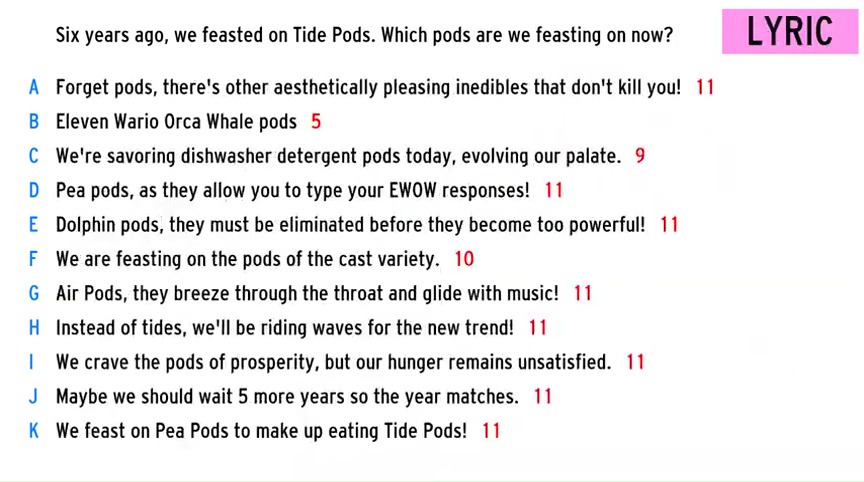 Six years ago, we feasted on Tide Pods. Which pods are we feasting on now?
LYRIC
A Forget pods, there's other aesthetically pleasing inedibles that don't kill you! 11
B Eleven Wario Orca Whale pods 5
C We're savoring dishwasher detergent pods today, evolving our palate. 9
D Pea pods, as they allow you to type your EWOW responses! 11
E Dolphin pods, they must be eliminated before they become too powerful! 11
F We are feasting on the pods of the cast variety. 10
G Air Pods, they breeze through the throat and glide with music! 11
H Instead of tides, we'll be riding waves for the new trend! 11
I We crave the pods of prosperity, but our hunger remains unsatisfied. 11
J Maybe we should wait 5 more years so the year matches. 11
K We feast on Pea Pods to make up eating Tide Pods! 11